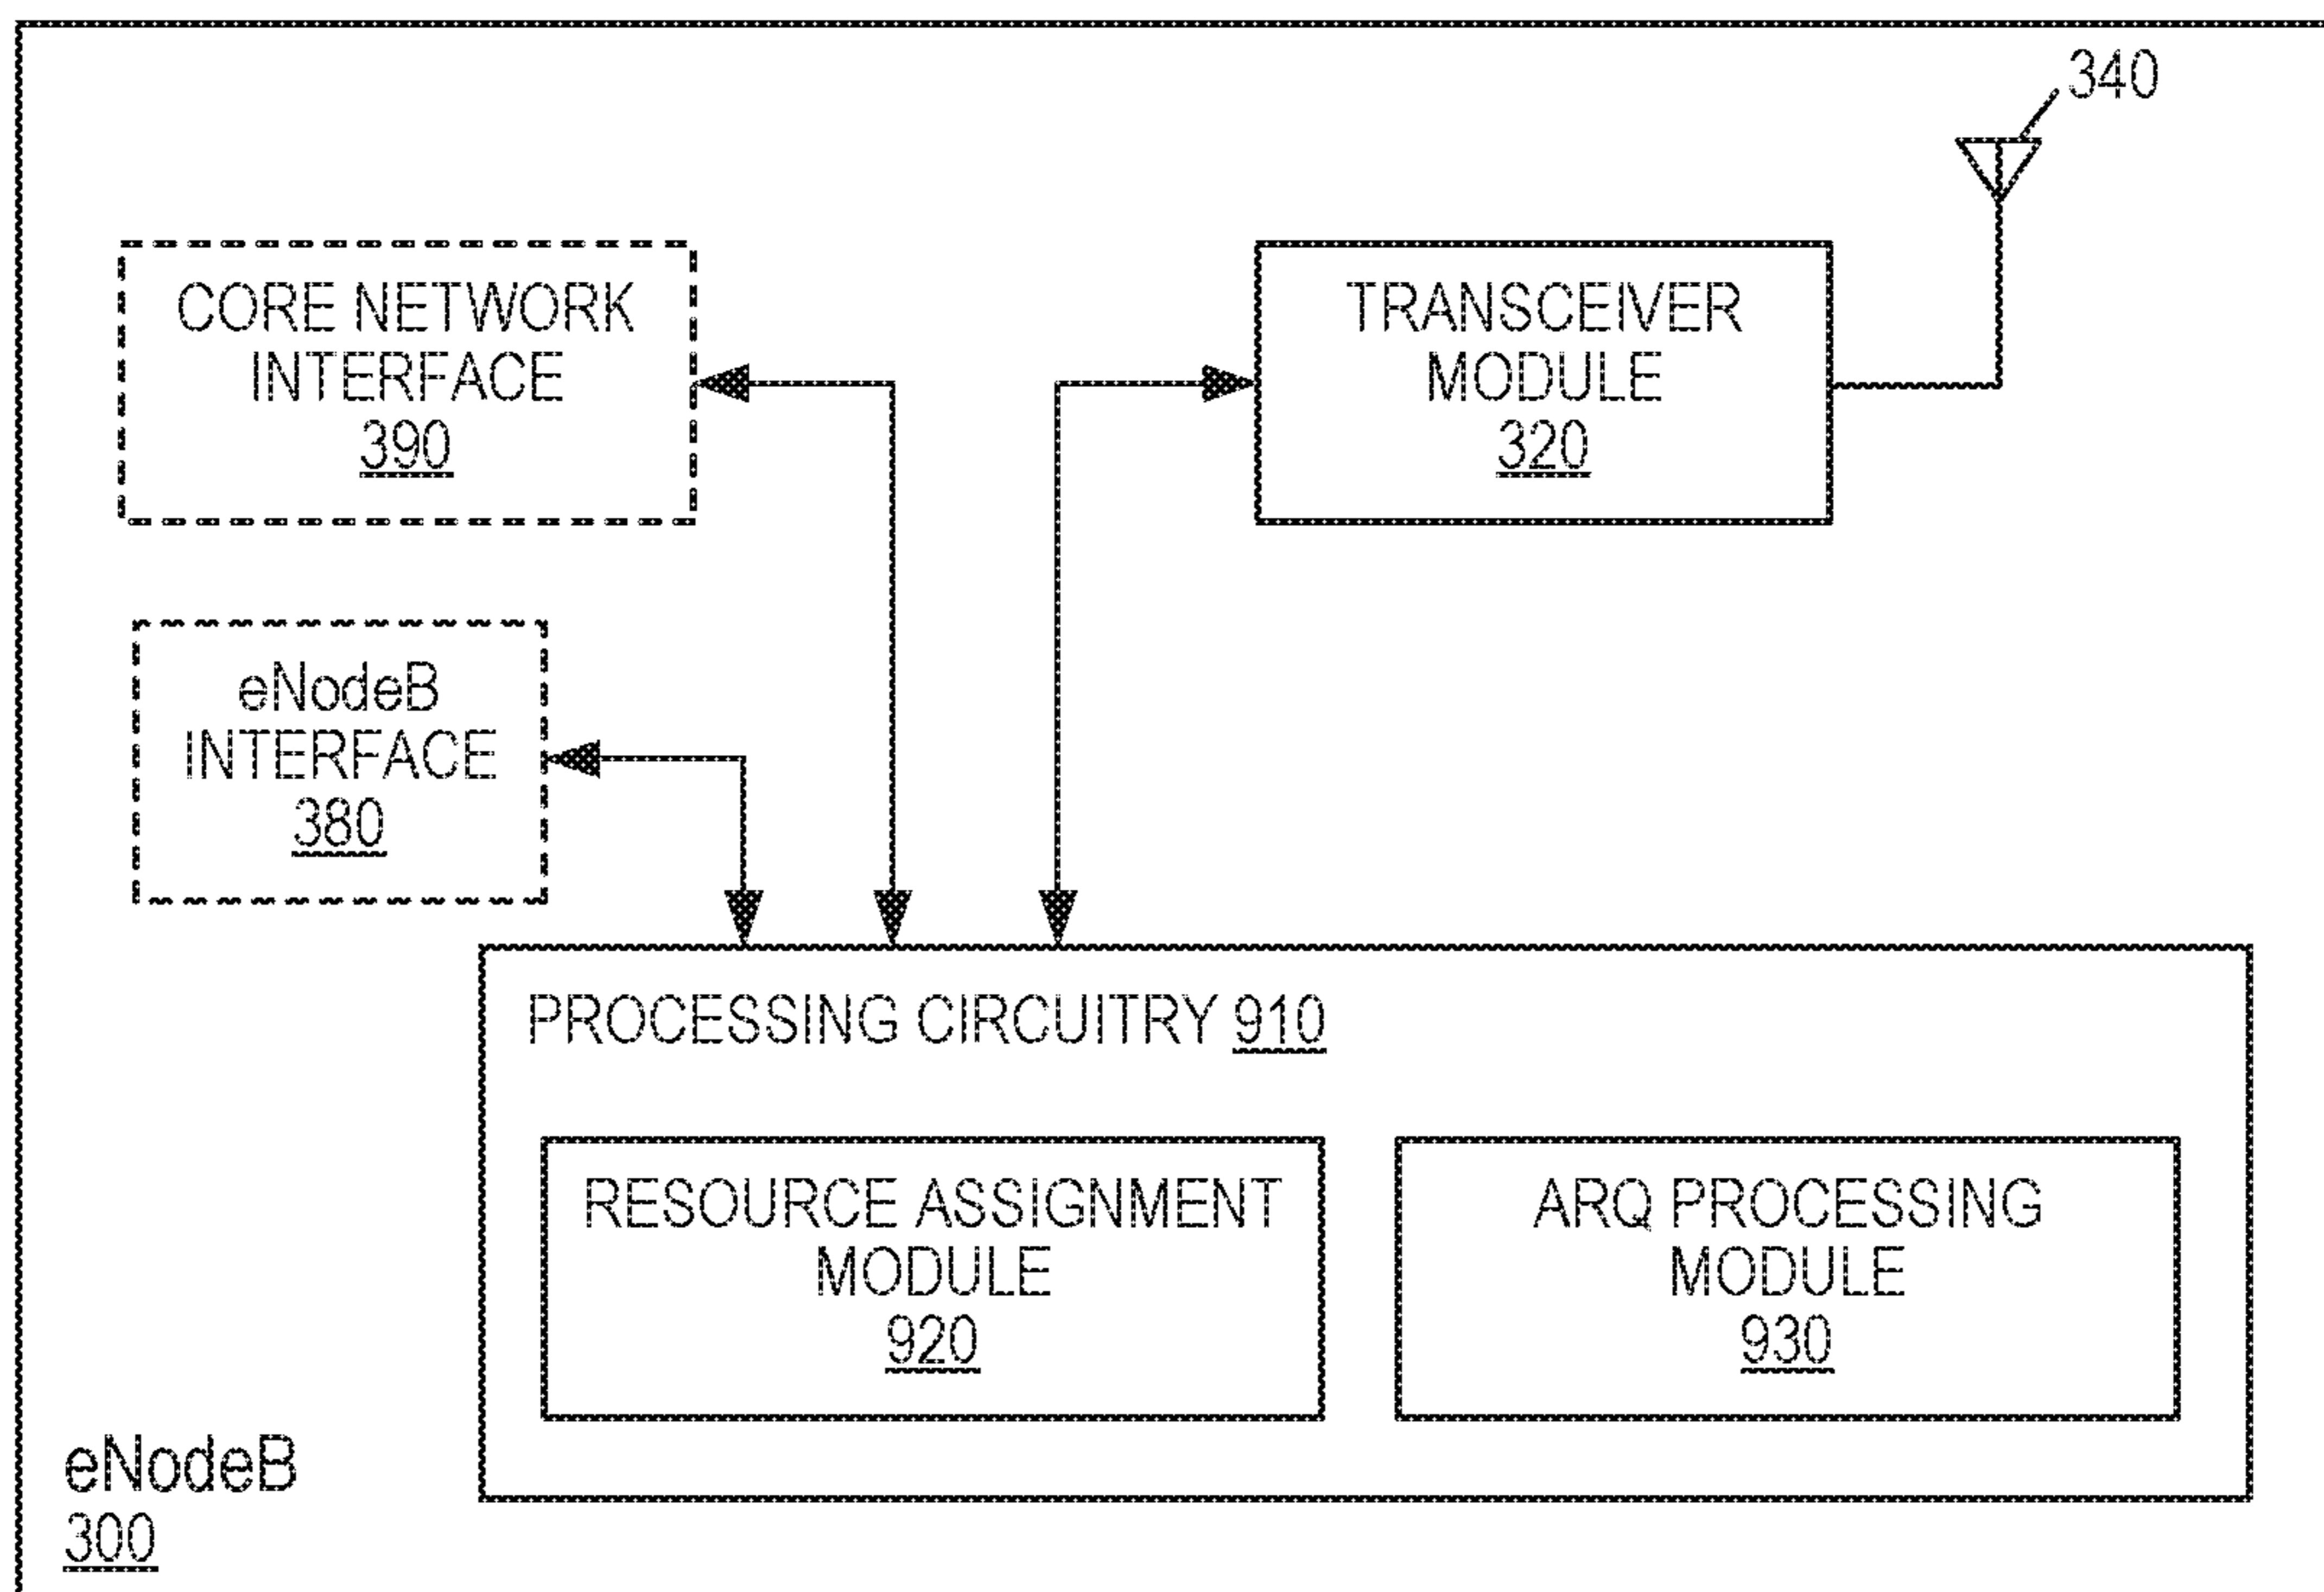 340
CORE NETWORK
INTERFACE
390
TRANSCEIVER
MODULE
320
eNodeB
INTERFACE
380
PROCESSING CIRCUITRY 910
RESOURCE ASSIGNMENT
MODULE
920
ARQ PROCESSING
MODULE
930
eNodeB
300